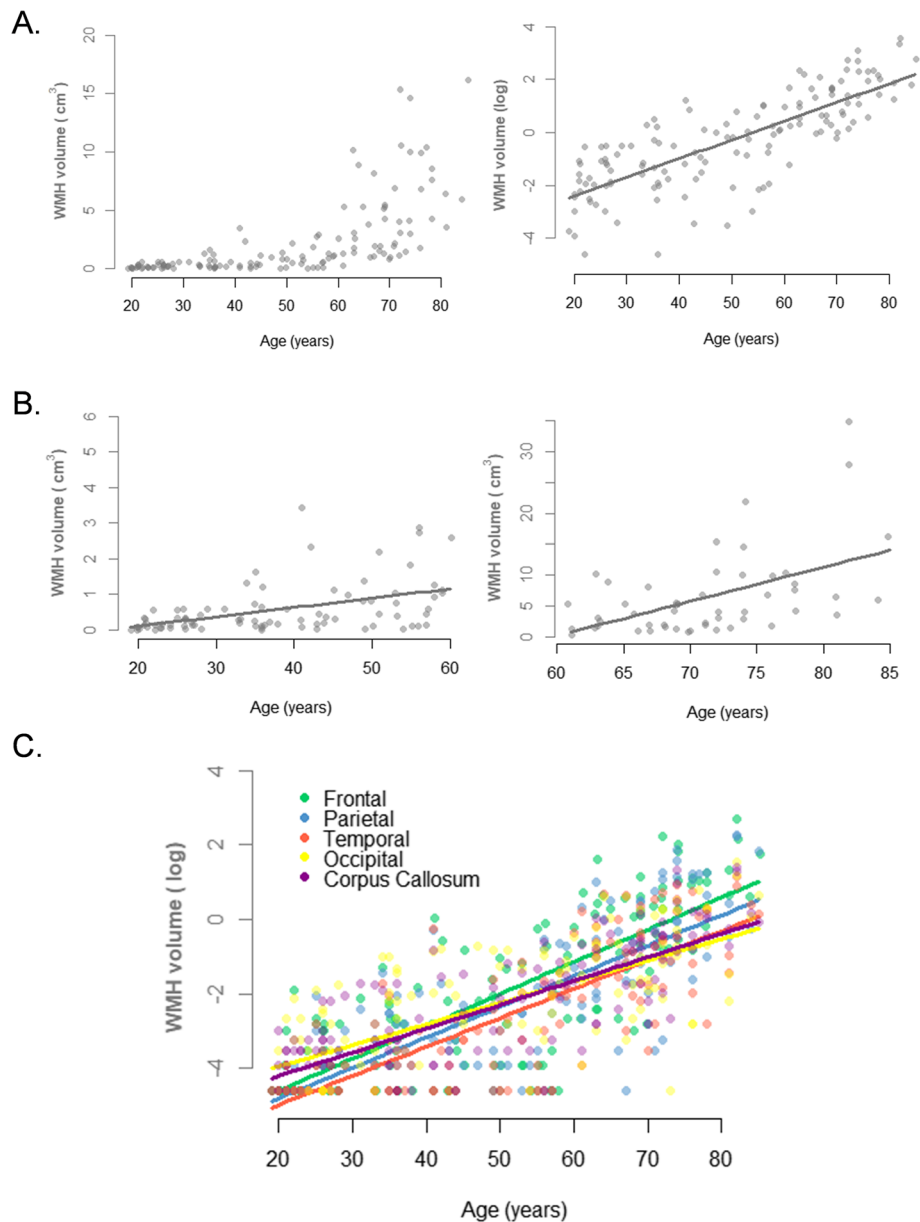 A.
20
15
10
5
0
WMH volume ( cm3)
20 30 40 50 60 70 80
Age (years)
4
2
0
-2
-4
WMH volume (log)
20 30 40 50 60 70 80
Age (years)
B.
6
5
4
3
2
1
0
WMH volume ( cm3)
20 30 40 50 60
Age (years)
30
20
10
5
0
WMH volume ( cm3)
60 65 70 75 80 85
Age (years)
C.
4
2
0
-2
-4
WMH volume ( log)
Frontal
Parietal
Temporal
Occipital
Corpus Callosum
20 30 40 50 60 70 80
Age (years)